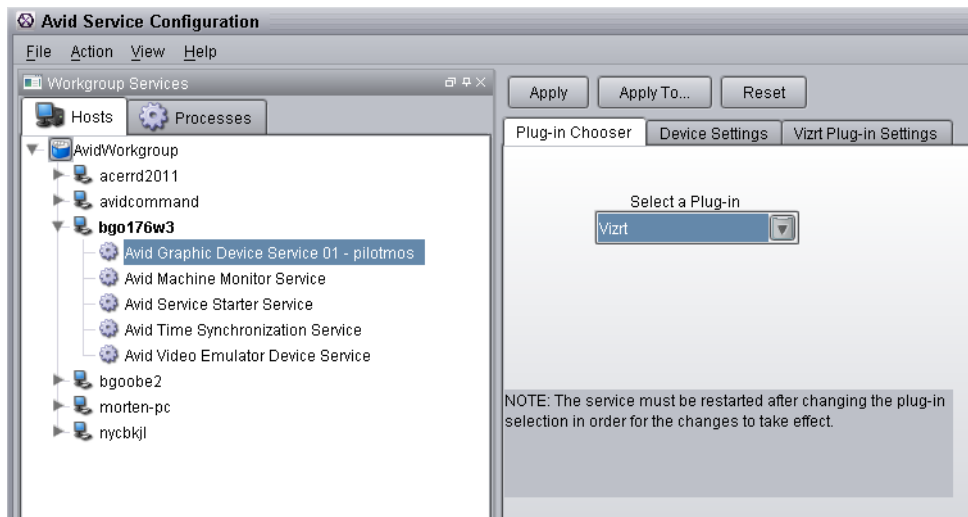 Avid Service Configuration
File Action View Help
Workgroup Services
Hosts Processes
AvidWorkgroup
acerrd2011
avidcommand
bgo176w3
Avid Graphic Device Service 01 - pilotmos
Avid Machine Monitor Service
Avid Service Starter Service
Avid Time Synchronization Service
Avid Video Emulator Device Service
bgoobe2
morten-pc
nycbkjl
Apply Apply To... Reset
Plug-in Chooser Device Settings Vizrt Plug-in Settings
Select a Plug-in
Vizrt
NOTE: The service must be restarted after changing the plug-in
selection in order for the changes to take effect.